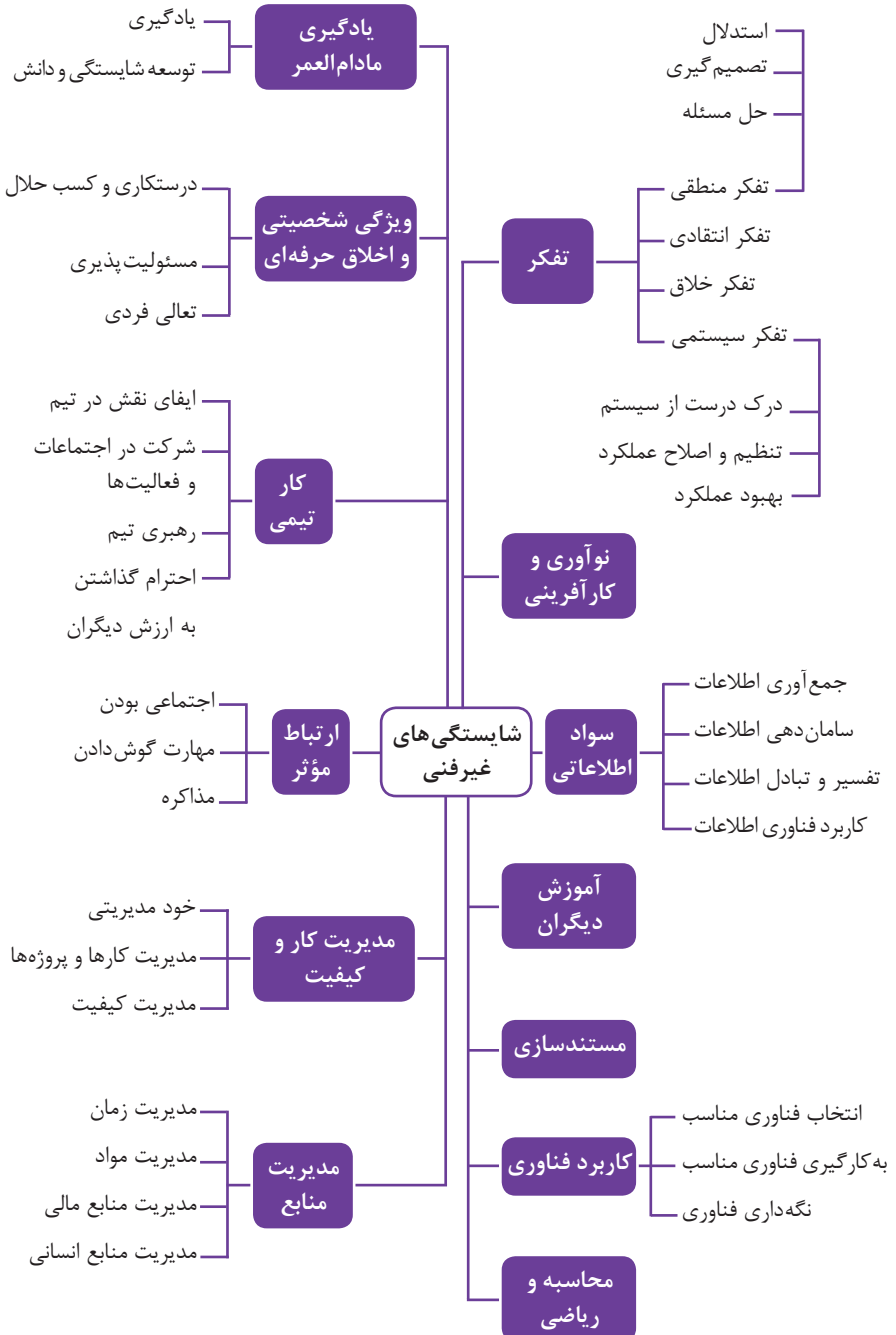 شایستگی‌های
غیرفنی
تفکر
استدلال
تصمیم‌گیری
حل مسئله
تفکر منطقی
تفکر انتقادی
تفکر خلاق
تفکر سیستمی
درک درست از سیستم
تنظیم و اصلاح عملکرد
بهبود عملکرد
نوآوری و
کارآفرینی
سواد
اطلاعاتی
جمع‌آوری اطلاعات
سامان‌دهی اطلاعات
تفسیر و تبادل اطلاعات
کاربرد فناوری اطلاعات
آموزش
دیگران
مستندسازی
کاربرد فناوری
انتخاب فناوری مناسب
به‌کارگیری فناوری مناسب
نگه‌داری فناوری
محاسبه و
ریاضی
یادگیری
مادام‌العمر
یادگیری
توسعه شایستگی و دانش
ویژگی شخصیتی
و اخلاق حرفه‌ای
درستکاری و کسب حلال
مسئولیت‌پذیری
تعالی فردی
کار
تیمی
ایفای نقش در تیم
شرکت در اجتماعات
و فعالیت‌ها
رهبری تیم
احترام گذاشتن
به ارزش دیگران
ارتباط
مؤثر
اجتماعی بودن
مهارت گوش‌دادن
مذاکره
مدیریت کار و
کیفیت
خود مدیریتی
مدیریت کارها و پروژه‌ها
مدیریت کیفیت
مدیریت
منابع
مدیریت زمان
مدیریت مواد
مدیریت منابع مالی
مدیریت منابع انسانی